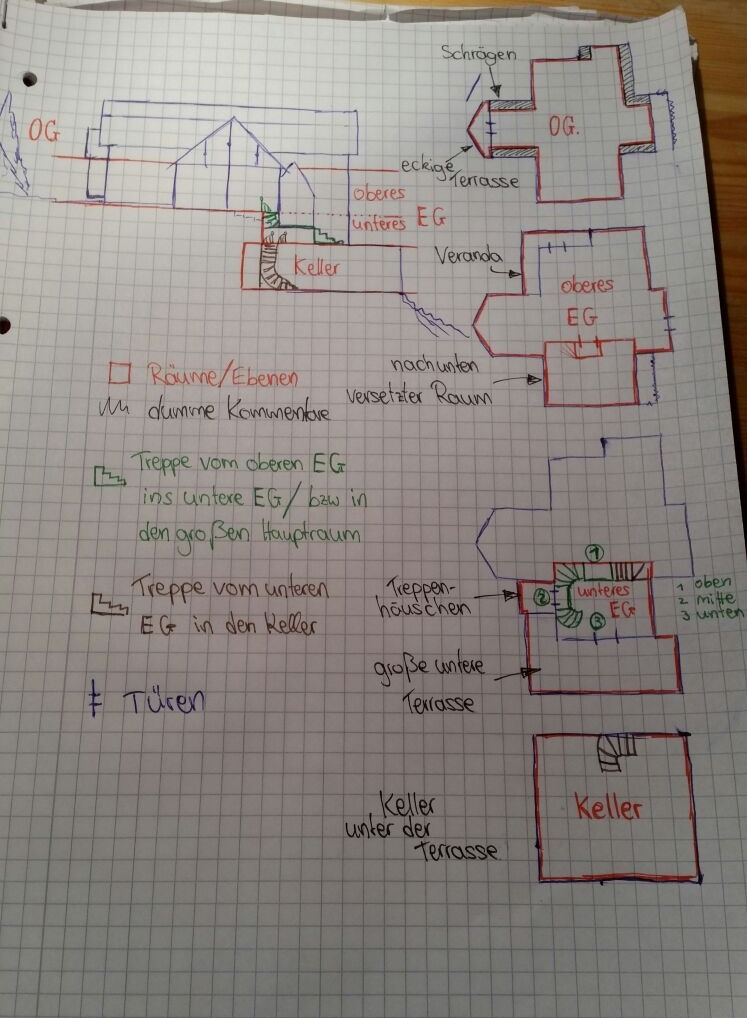 Schrägen
OG
OG.
eckige
Terrasse
oberes
unteres EG
Keller
Veranda
oberes
EG
nach unten
versetzter Raum
Räume/Ebenen
dumme Kommentare
Treppe vom oberen EG
ins untere EG/bzw in
den großen Hauptraum
1
Treppen-
häuschen
2
unteres
EG
3
1 oben
2 mitte
3 unten
Treppe vom unteren
EG in den Keller
große untere
Terrasse
Türen
Keller
unter der
Terrasse
Keller